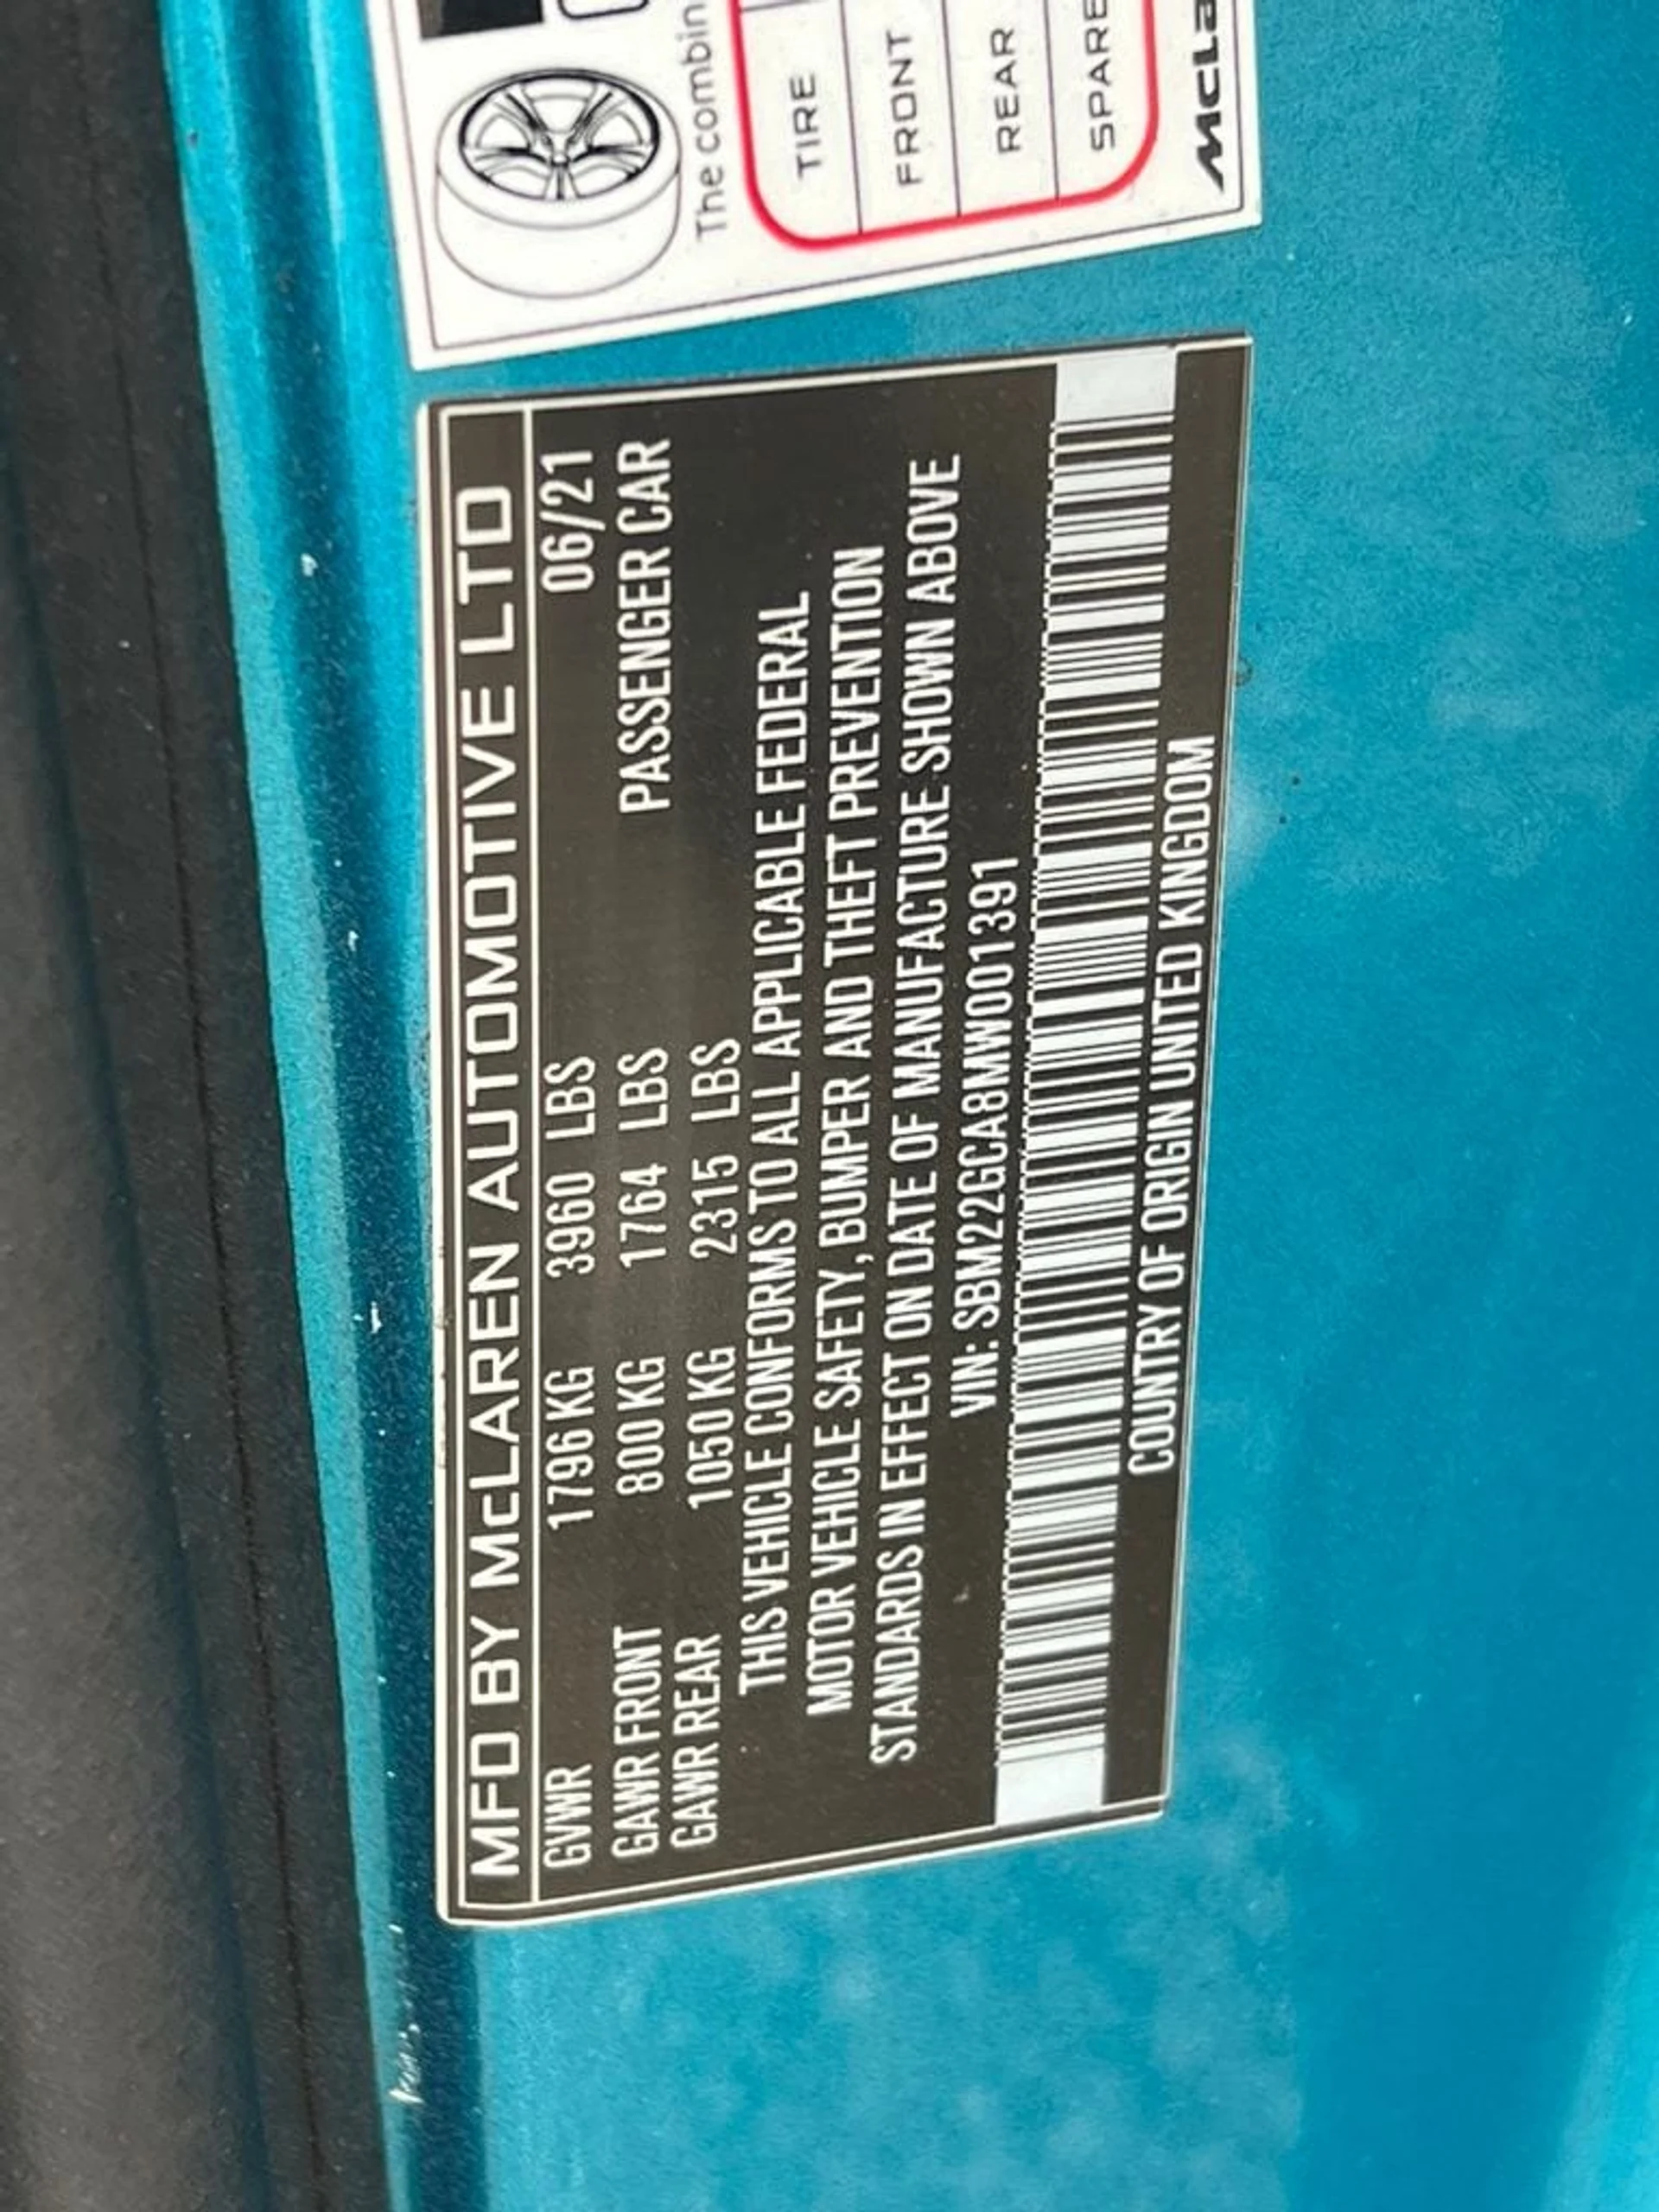 MFD BY McLAREN AUTOMOTIVE LTD
GVWR 1796 KG 3960 LBS 06/21
GAWR FRONT 800 KG 1764 LBS PASSENGER CAR
GAWR REAR 1050 KG 2315 LBS
THIS VEHICLE CONFORMS TO ALL APPLICABLE FEDERAL
MOTOR VEHICLE SAFETY, BUMPER AND THEFT PREVENTION
STANDARDS IN EFFECT ON DATE OF MANUFACTURE SHOWN ABOVE
VIN: SBM22GCA8MW001391
COUNTRY OF ORIGIN UNITED KINGDOM
The combin
TIRE
FRONT
REAR
SPARE
McLa